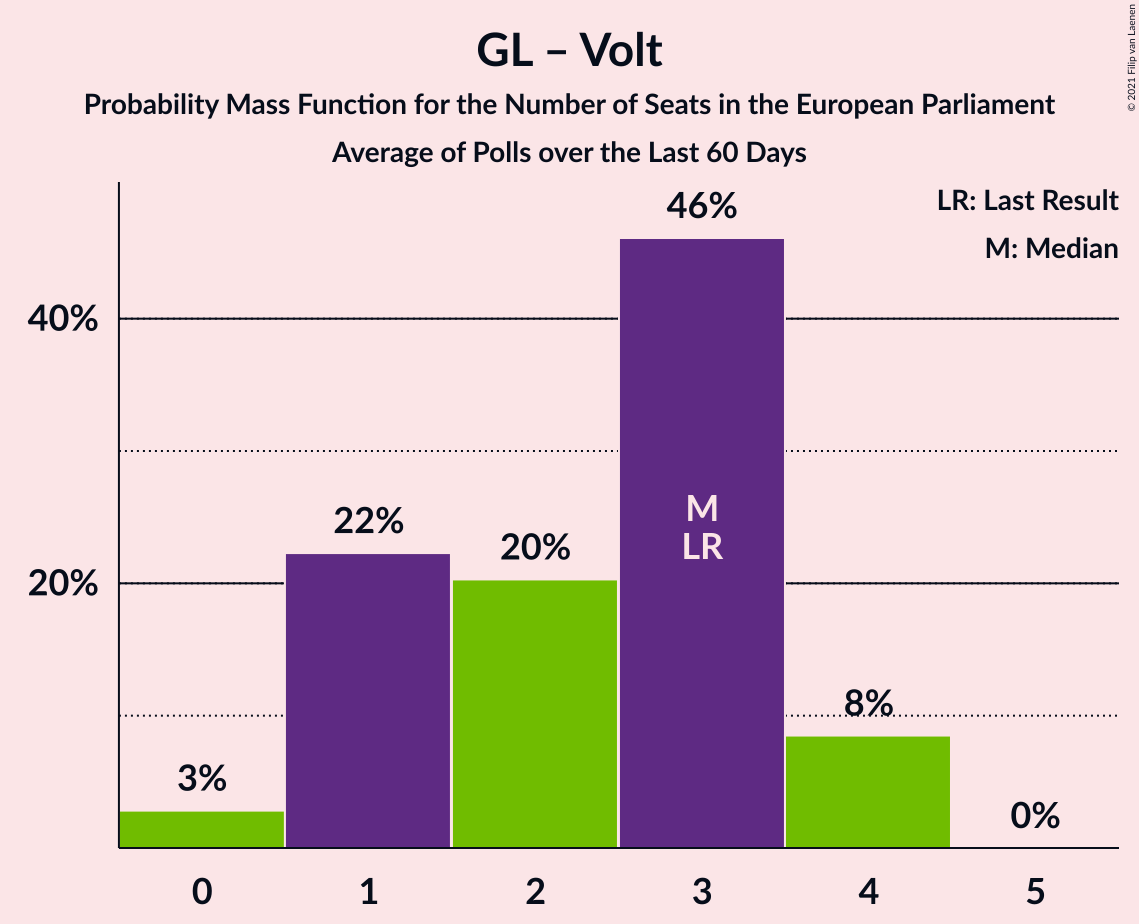 GL – Volt
Probability Mass Function for the Number of Seats in the European Parliament
Average of Polls over the Last 60 Days
© 2021 Filip van Laenen
LR: Last Result
M: Median
46%
40%
22%
20%
20%
M
LR
8%
3%
0%
0 1 2 3 4 5